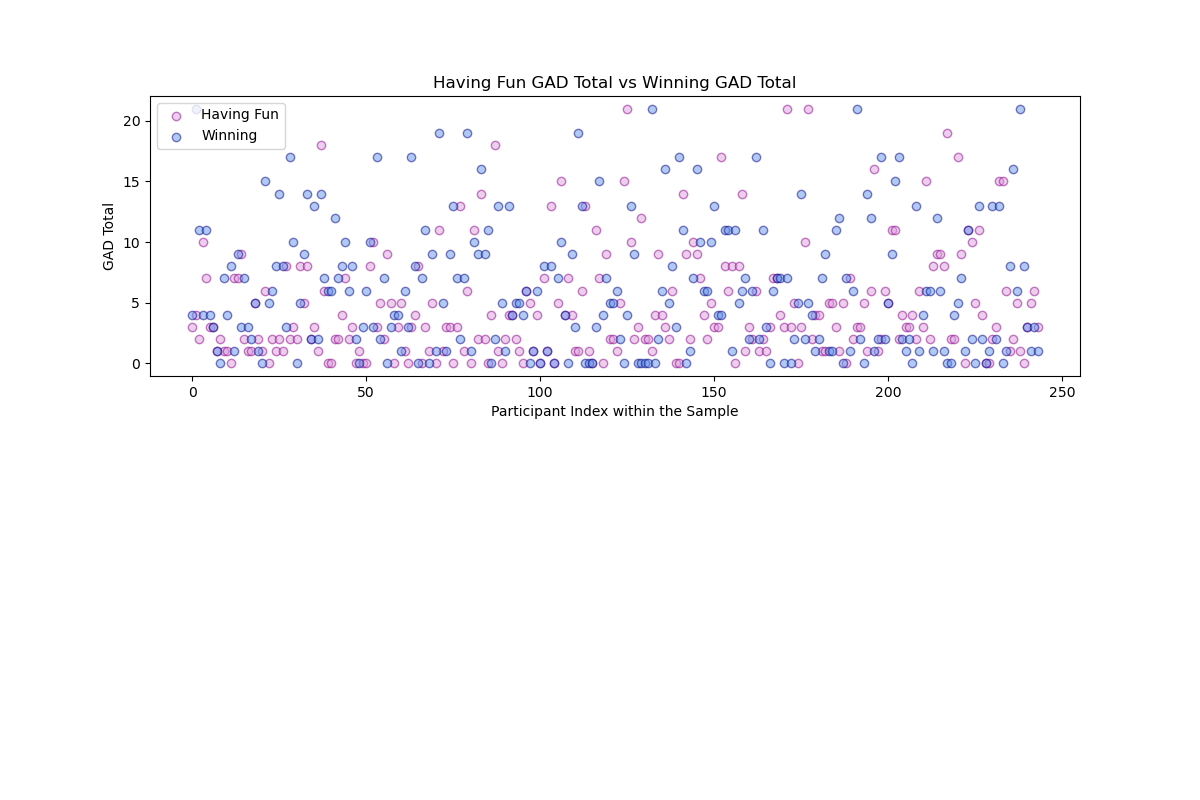 Having Fun GAD Total vs Winning GAD Total
Having Fun
Winning
GAD Total
20
15
10
5
0
0 50 100 150 200 250
Participant Index within the Sample